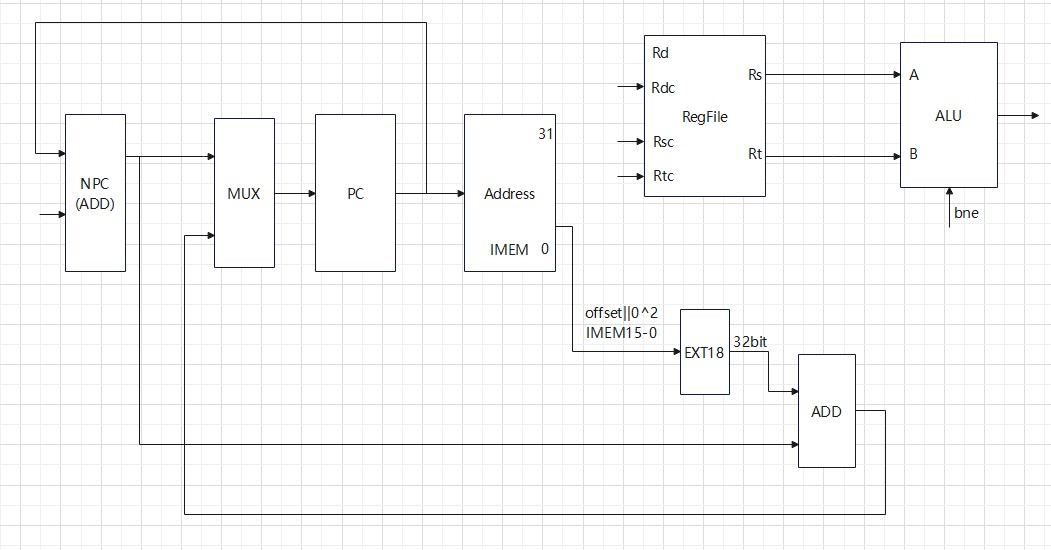 NPC
(ADD)
MUX
PC
31
Address
IMEM 0
Rd
Rdc
Rs
RegFile
Rsc
Rt
Rtc
A
ALU
B
bne
offset||0^2
IMEM15-0
EXT18
32bit
ADD